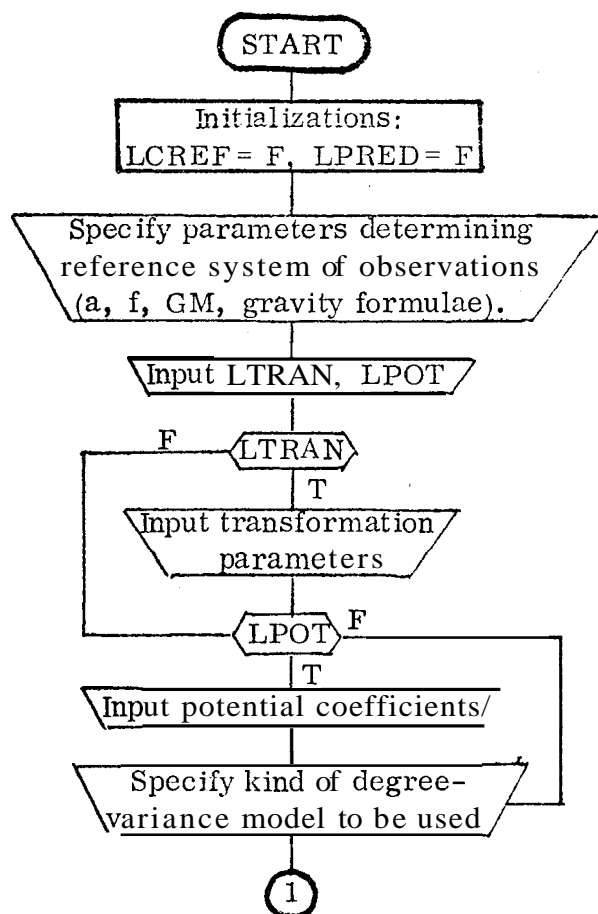 START
Initializations:
LCREF = F, LPRED = F
Specify parameters determining
reference system of observations
(a, f, GM, gravity formulae).
Input LTRAN, LPOT
F
LTRAN
T
Input transformation
parameters
LPOT
F
T
Input potential coefficients/
Specify kind of degree-
variance model to be used
1